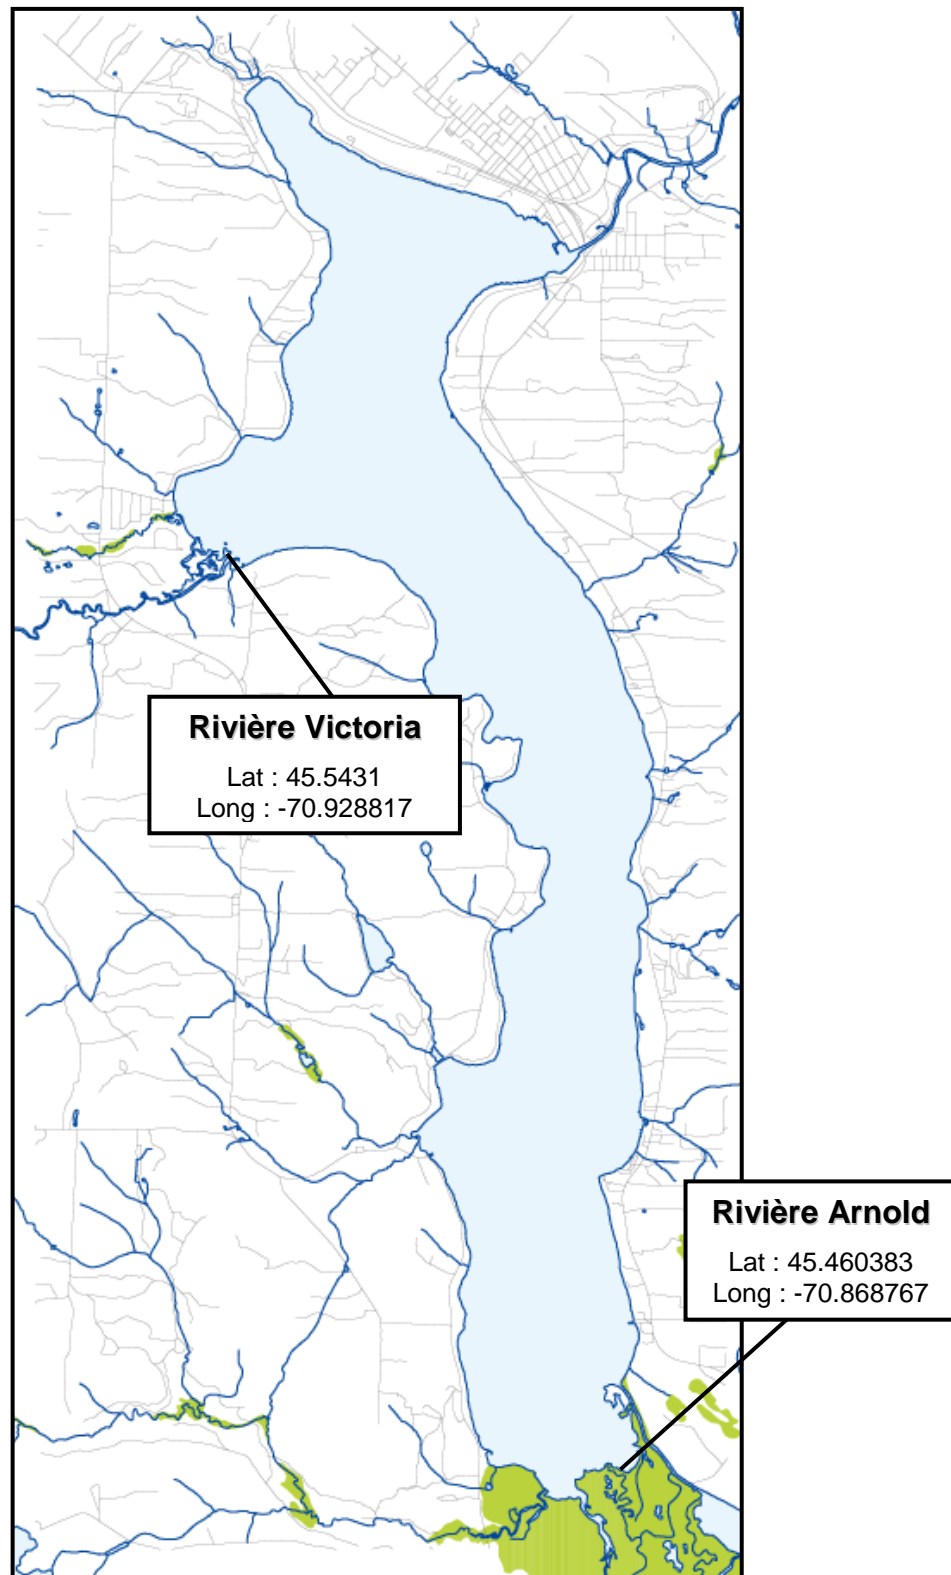 Rivière Victoria
Lat : 45.5431
Long : -70.928817
Rivière Arnold
Lat : 45.460383
Long : -70.868767